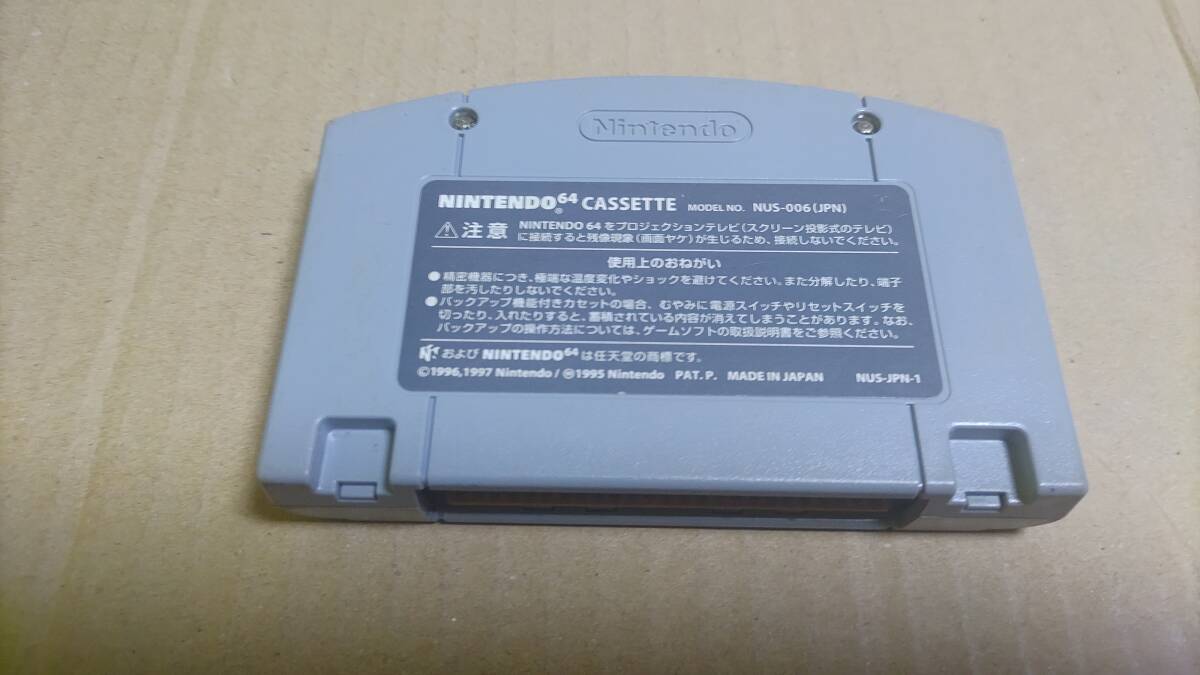 Nintendo
NINTENDO64 CASSETTE MODEL NO. NUS-006(JPN)
注意 NINTENDO 64をプロジェクションテレビ(スクリーン投影式のテレビ)
に接続すると残像現象(画面ヤケ)が生じるため、接続しないでください。
使用上のおねがい
●精密機器につき、極端な温度変化やショックを避けてください。また分解したり、端子
部を汚したりしないでください。
●バックアップ機能付きカセットの場合、むやみに電源スイッチやリセットスイッチを
切ったり、入れたりすると、蓄積されている内容が消えてしまうことがあります。なお、
バックアップの操作方法については、ゲームソフトの取扱説明書をご参照ください。
およびNINTENDO64は任天堂の商標です。
©1996,1997 Nintendo/Ⓜ1995 Nintendo PAT. P. MADE IN JAPAN NUS-JPN-1